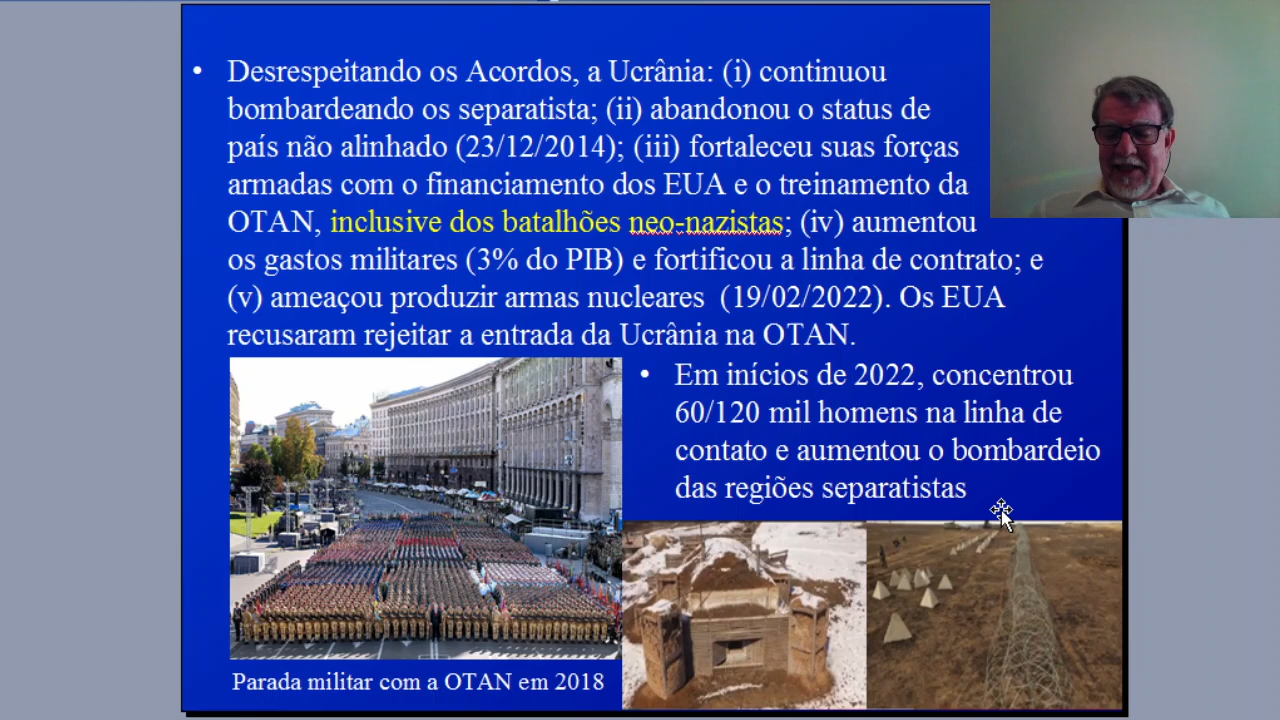 • Desrespeitando os Acordos, a Ucrânia: (i) continuou
bombardeando os separatista; (ii) abandonou o status de
país não alinhado (23/12/2014); (iii) fortaleceu suas forças
armadas com o financiamento dos EUA e o treinamento da
OTAN, inclusive dos batalhões neo-nazistas; (iv) aumentou
os gastos militares (3% do PIB) e fortificou a linha de contrato; e
(v) ameaçou produzir armas nucleares (19/02/2022). Os EUA
recusaram rejeitar a entrada da Ucrânia na OTAN.
• Em inícios de 2022, concentrou
60/120 mil homens na linha de
contato e aumentou o bombardeio
das regiões separatistas
Parada militar com a OTAN em 2018